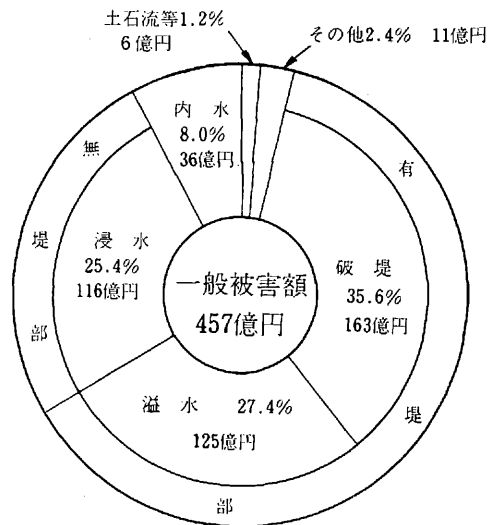 土石流等1.2%
6億円
その他2.4% 11億円
内 水
8.0%
36億円
無
堤
部
浸 水
25.4%
116億円
一般被害額
457億円
有
堤
部
破 堤
35.6%
163億円
溢 水 27.4%
125億円